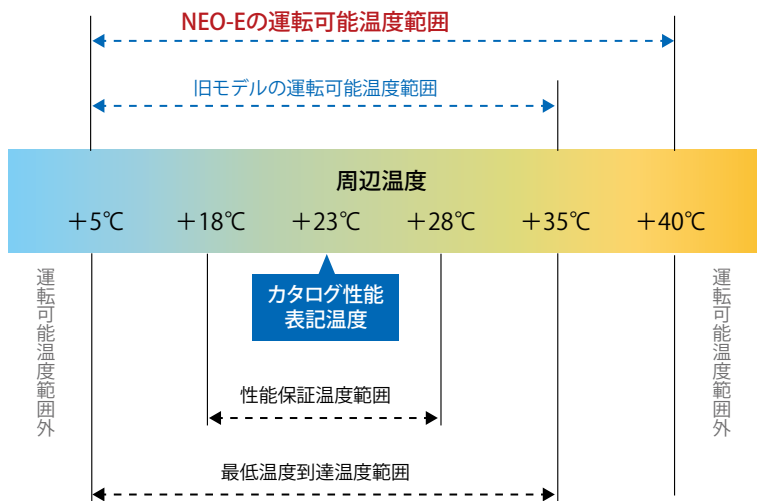 NEO-Eの運転可能温度範囲
旧モデルの運転可能温度範囲
周辺温度
+5℃ +18℃ +23℃ +28℃ +35℃ +40℃
カタログ性能
表記温度
運転可能温度範囲外
運転可能温度範囲外
性能保証温度範囲
最低温度到達温度範囲